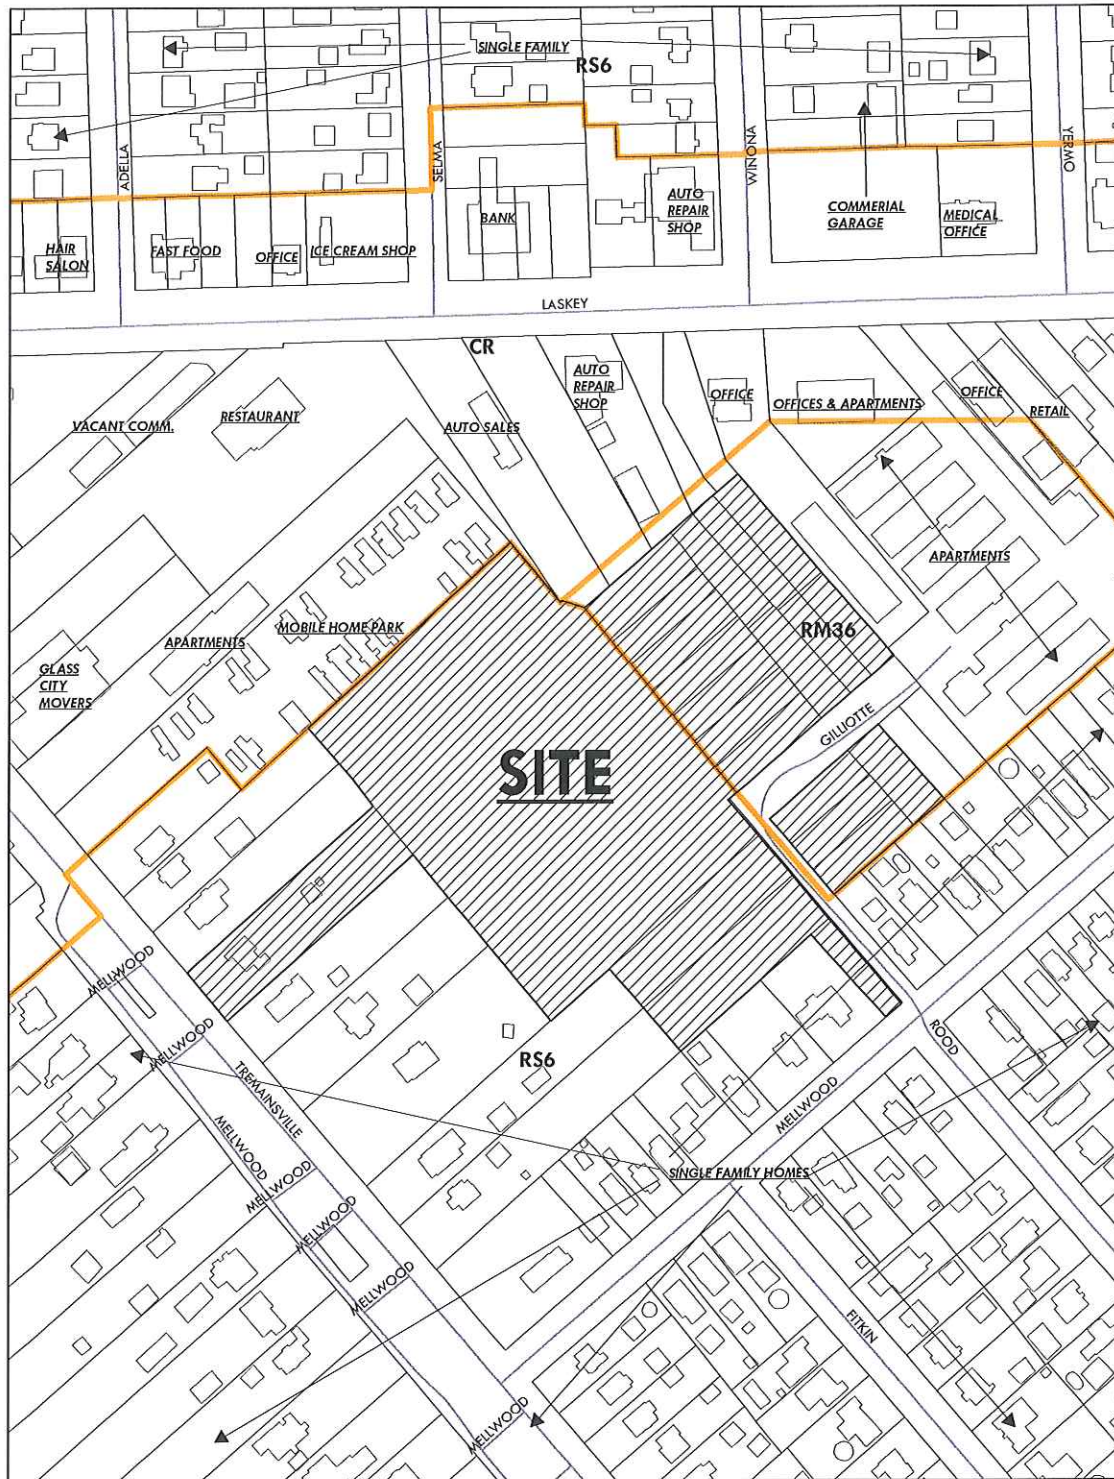 SINGLE FAMILY
RS6
ADELLA
SELMA
WINONA
YERMO
HAIR
SALON
FAST FOOD
OFFICE
ICE CREAM SHOP
BANK
AUTO
REPAIR
SHOP
COMMERIAL
GARAGE
MEDICAL
OFFICE
LASKEY
CR
VACANT COMM.
RESTAURANT
AUTO SALES
AUTO
REPAIR
SHOP
OFFICE
OFFICES & APARTMENTS
OFFICE
RETAIL
APARTMENTS
MOBILE HOME PARK
APARTMENTS
GLASS
CITY
MOVERS
RM36
GILLIOTTE
SITE
MELLWOOD
MELLWOOD
TREMAINSVILLE
RS6
ROOD
MELLWOOD
MELLWOOD
MELLWOOD
MELLWOOD
MELLWOOD
SINGLE FAMILY HOMES
FITKIN
MELLWOOD